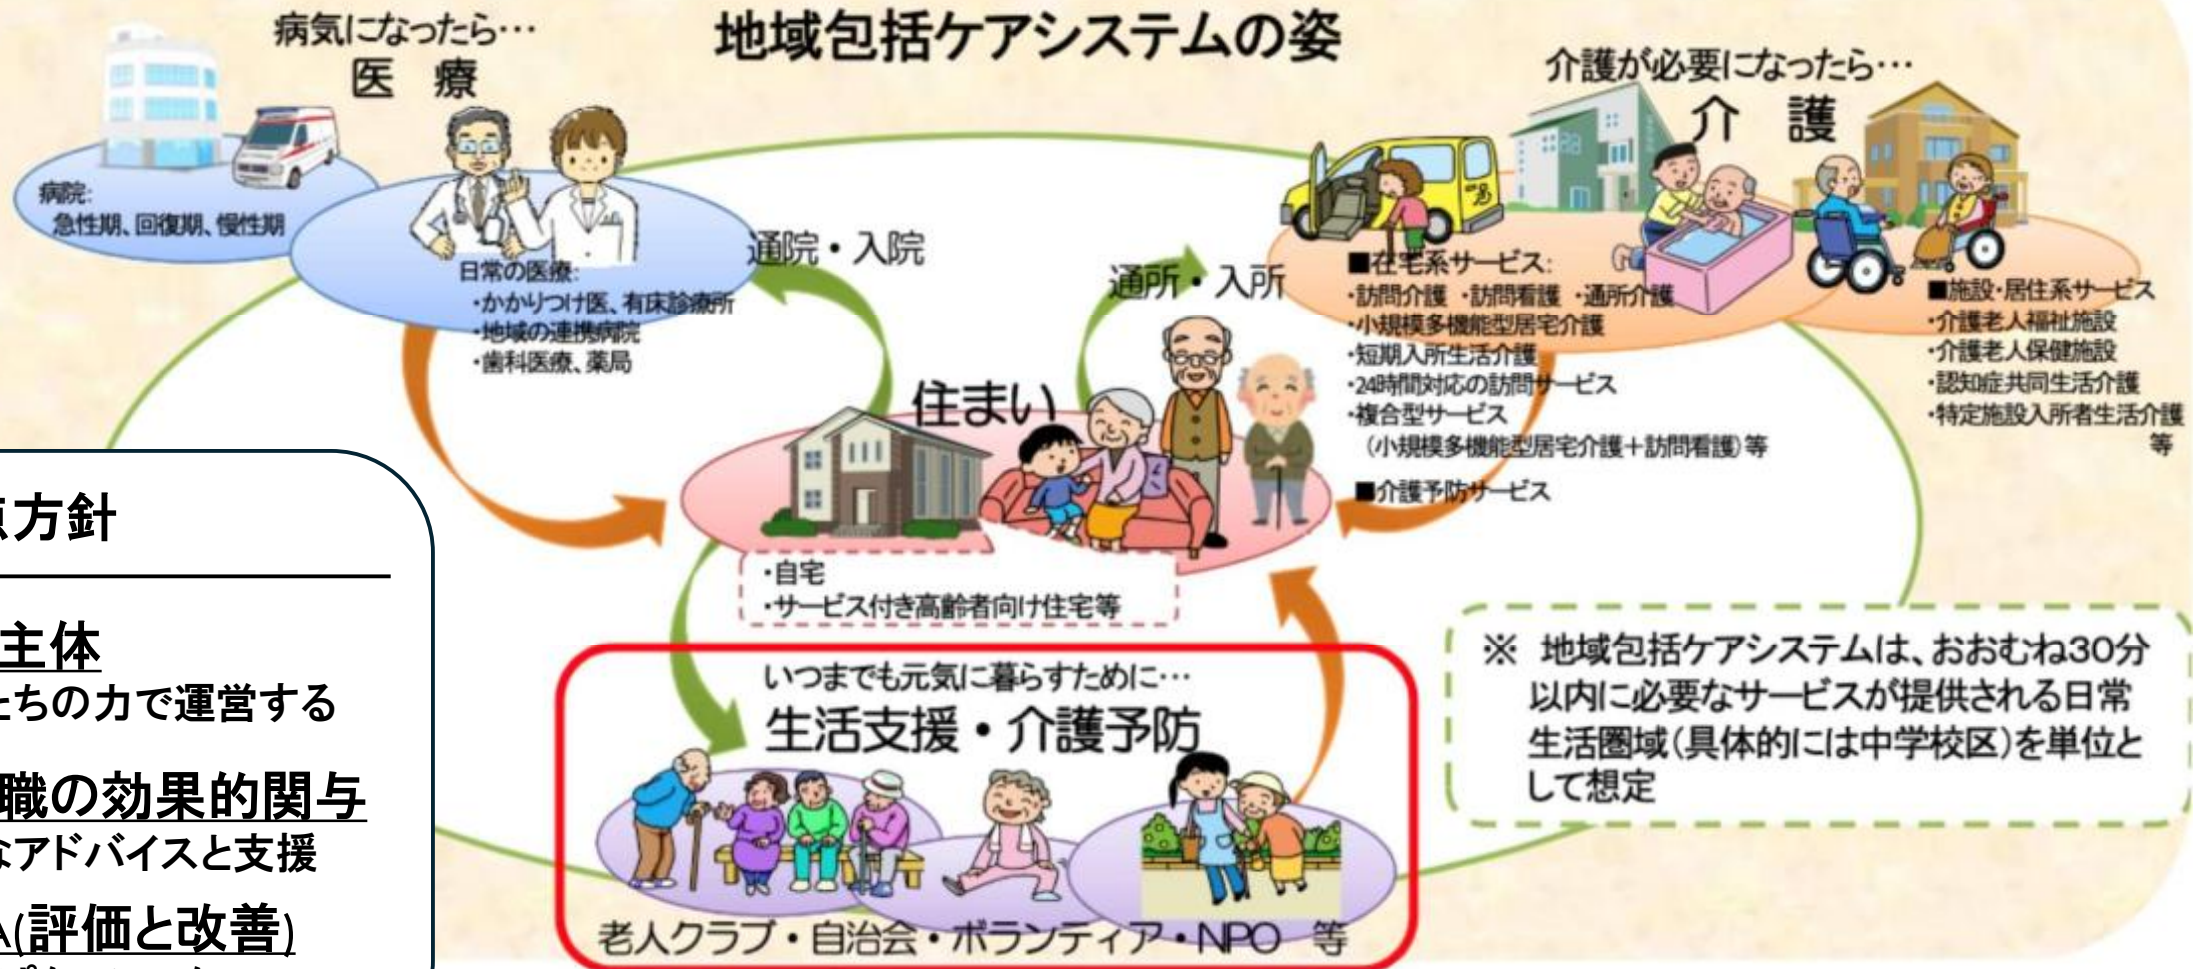 地域包括ケアシステムの姿
病気になったら…
医 療
病院:
急性期、回復期、慢性期
日常の医療:
・かかりつけ医、有床診療所
・地域の連携病院
・歯科医療、薬局
通院・入院
通所・入所
介護が必要になったら…
介 護
■在宅系サービス:
・訪問介護 ・訪問看護 ・通所介護
・小規模多機能型居宅介護
・短期入所生活介護
・24時間対応の訪問サービス
・複合型サービス
(小規模多機能型居宅介護+訪問看護)等
■介護予防サービス
■施設・居住系サービス
・介護老人福祉施設
・介護老人保健施設
・認知症共同生活介護
・特定施設入所者生活介護
等
住まい
・自宅
・サービス付き高齢者向け住宅等
いつまでも元気に暮らすために…
生活支援・介護予防
老人クラブ・自治会・ボランティア・NPO 等
※ 地域包括ケアシステムは、おおむね30分
以内に必要なサービスが提供される日常
生活圏域(具体的には中学校区)を単位と
して想定
点方針
主体
たちの力で運営する
職の効果的関与
なアドバイスと支援
A(評価と改善)